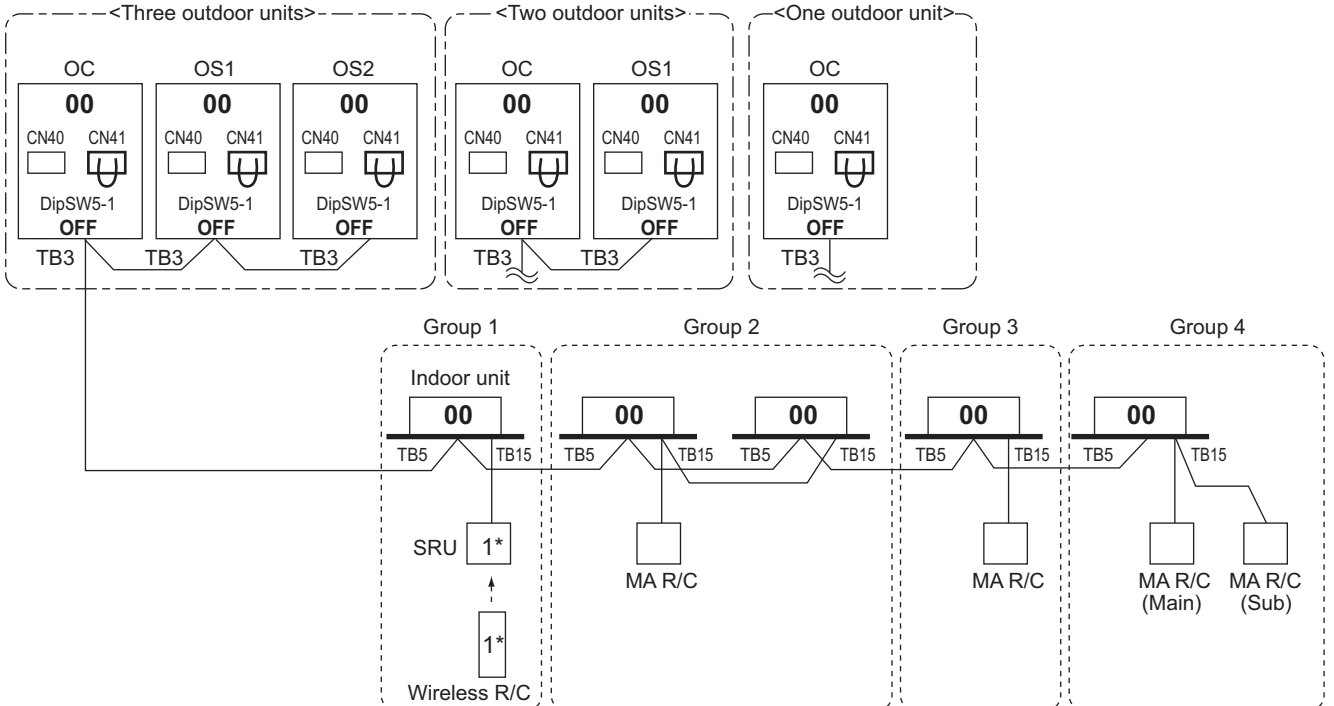 <Three outdoor units>
<Two outdoor units>
<One outdoor unit>
OC OS1 OS2
OC OS1
OC
00 00 00
00 00
00
CN40 CN41 CN40 CN41 CN40 CN41
CN40 CN41 CN40 CN41
CN40 CN41
DipSW5-1 DipSW5-1 DipSW5-1
DipSW5-1 DipSW5-1
DipSW5-1
OFF OFF OFF
OFF OFF
OFF
TB3 TB3 TB3
TB3 TB3
TB3
Group 1 Group 2 Group 3 Group 4
Indoor unit
00 00 00 00 00
TB5 TB15 TB5 TB15 TB5 TB15 TB5 TB15 TB5 TB15
SRU 1*
MA R/C
MA R/C
MA R/C
(Main)
MA R/C
(Sub)
1*
Wireless R/C